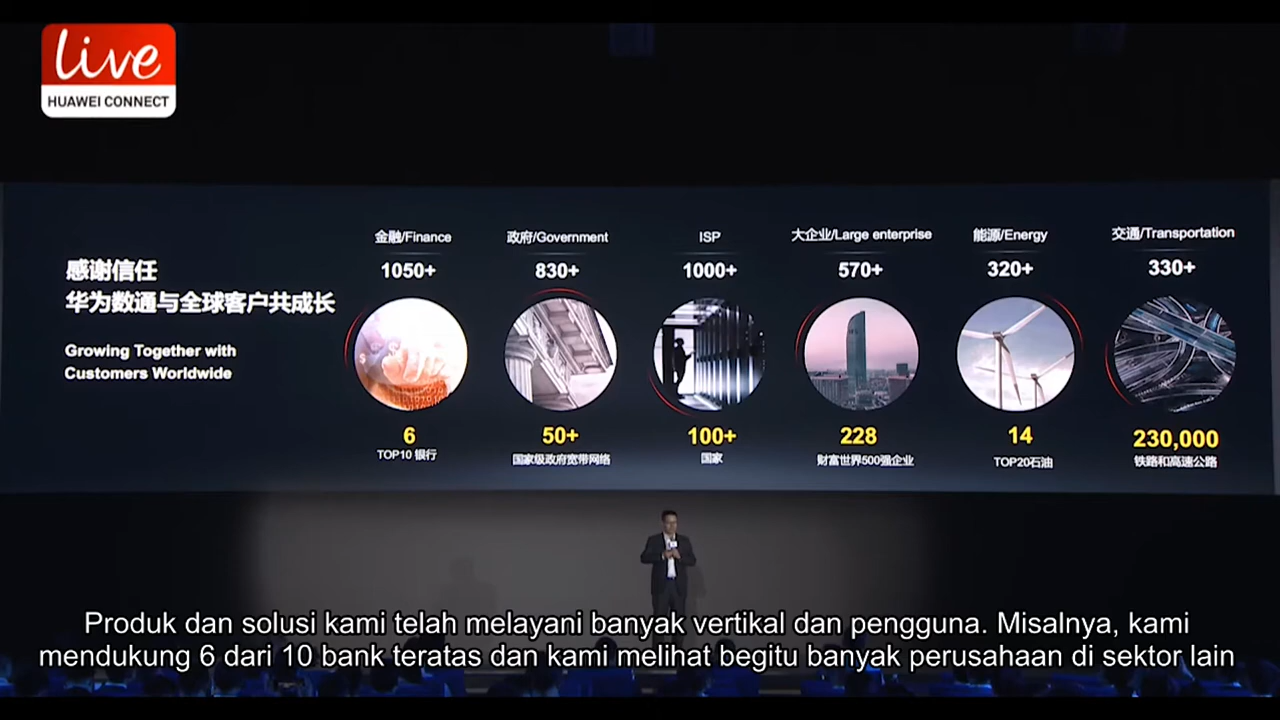 Live
HUAWEI CONNECT
感谢信任
华为数通与全球客户共成长
Growing Together with
Customers Worldwide
金融/Finance
1050+
6
TOP10 银行
政府/Government
830+
50+
国家级政府宽带网络
ISP
1000+
100+
国家
大企业/Large enterprise
570+
228
财富世界500强企业
能源/Energy
320+
14
TOP20石油
交通/Transportation
330+
230,000
铁路和高速公路
Produk dan solusi kami telah melayani banyak vertikal dan pengguna. Misalnya, kami
mendukung 6 dari 10 bank teratas dan kami melihat begitu banyak perusahaan di sektor lain